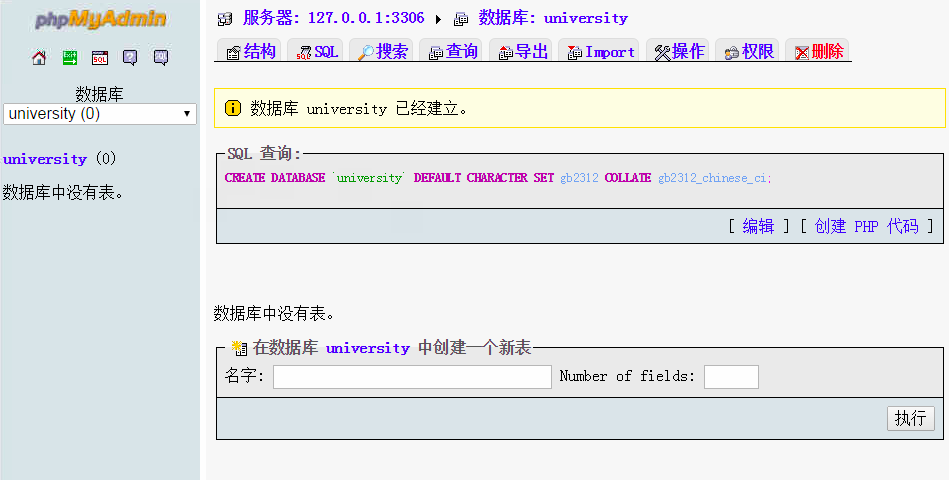 phpMyAdmin
数据库
university (0)
university (0)
数据库中没有表。
服务器: 127.0.0.1:3306 ▸ 数据库: university
结构 SQL 搜索 查询 导出 Import 操作 权限 删除
数据库 university 已经建立。
SQL 查询:
CREATE DATABASE `university` DEFAULT CHARACTER SET gb2312 COLLATE gb2312_chinese_ci;
[ 编辑 ] [ 创建 PHP 代码 ]
数据库中没有表。
在数据库 university 中创建一个新表
名字: Number of fields:
执行